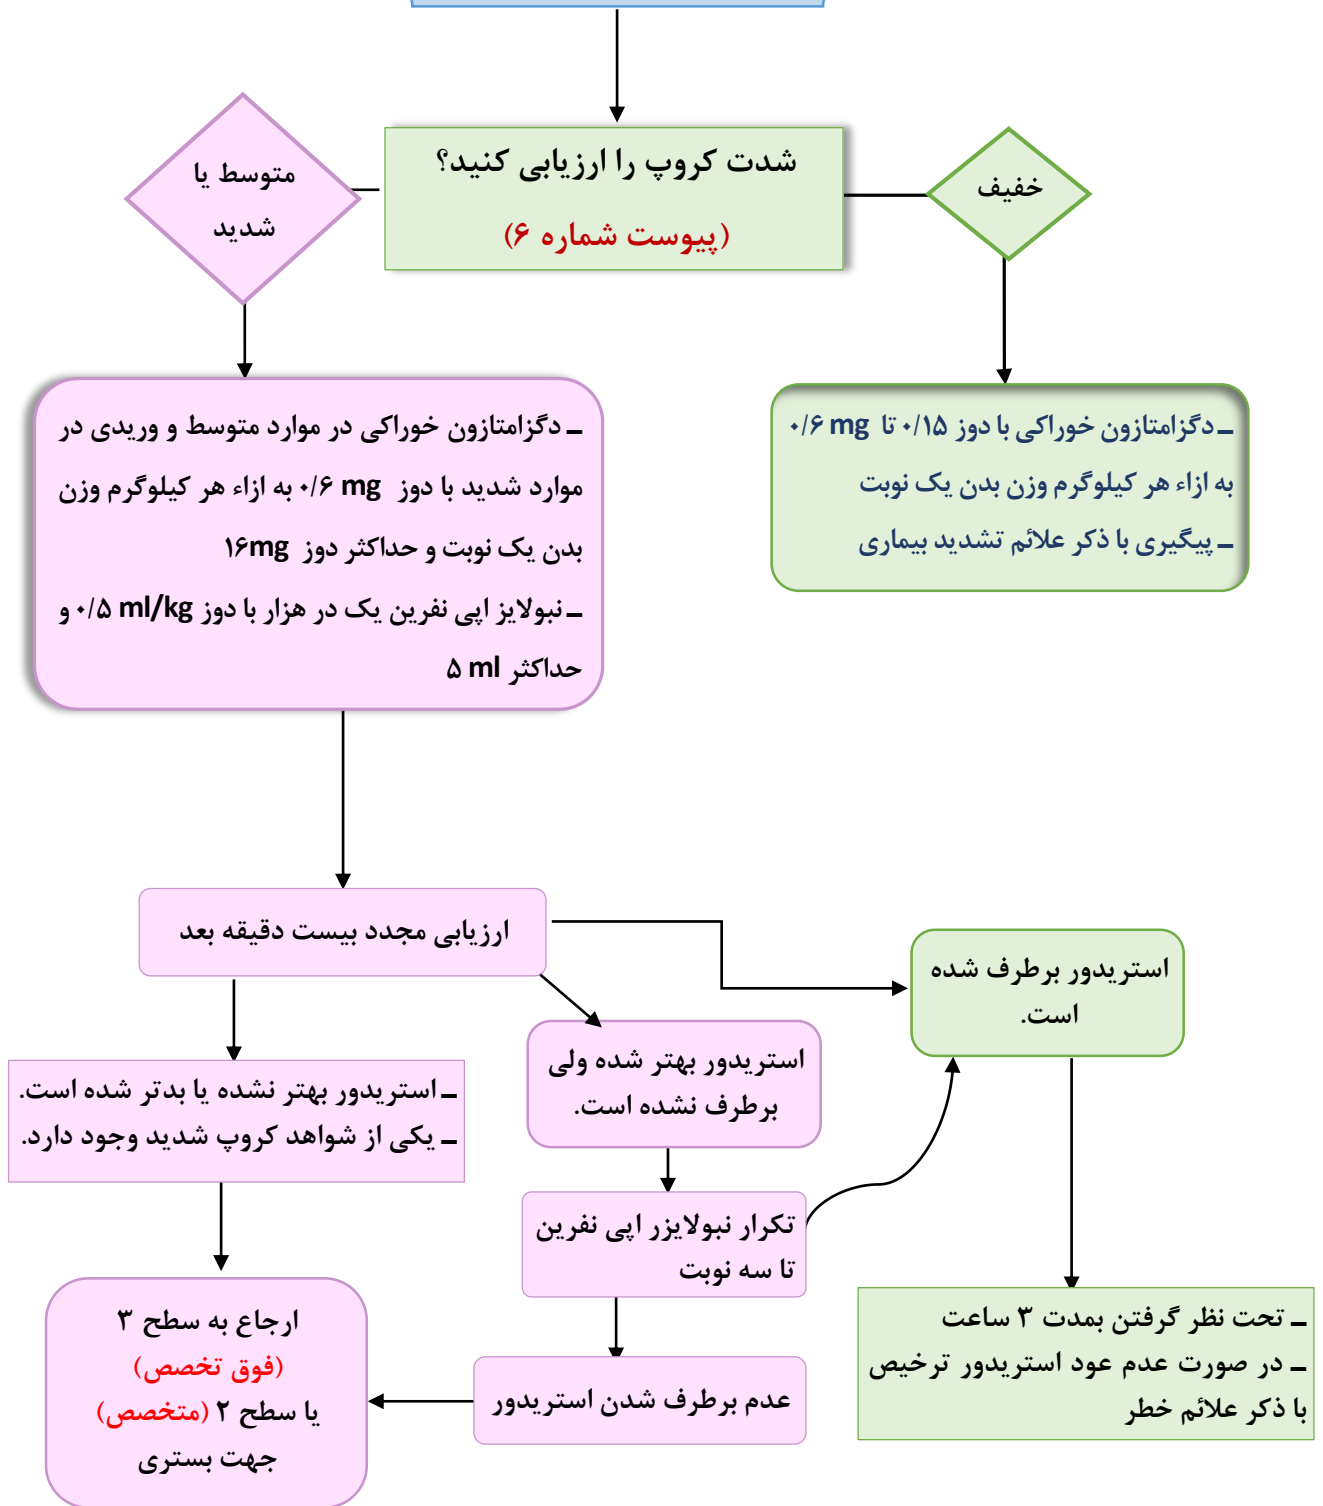 شدت کروپ را ارزیابی کنید؟
(پیوست شماره ۶)
خفیف
متوسط یا
شدید
ـ دگزامتازون خوراکی با دوز ۰/۱۵ تا ۰/۶ mg
به ازاء هر کیلوگرم وزن بدن یک نوبت
ـ پیگیری با ذکر علائم تشدید بیماری
ـ دگزامتازون خوراکی در موارد متوسط و وریدی در
موارد شدید با دوز ۰/۶ mg به ازاء هر کیلوگرم وزن
بدن یک نوبت و حداکثر دوز ۱۶mg
ـ نبولایز اپی نفرین یک در هزار با دوز ۰/۵ ml/kg و
حداکثر ۵ ml
ارزیابی مجدد بیست دقیقه بعد
استریدور برطرف شده
است.
استریدور بهتر شده ولی
برطرف نشده است.
ـ استریدور بهتر نشده یا بدتر شده است.
ـ یکی از شواهد کروپ شدید وجود دارد.
تکرار نبولایزر اپی نفرین
تا سه نوبت
ـ تحت نظر گرفتن بمدت ۳ ساعت
ـ در صورت عدم عود استریدور ترخیص
با ذکر علائم خطر
عدم برطرف شدن استریدور
ارجاع به سطح ۳
(فوق تخصص)
یا سطح ۲ (متخصص)
جهت بستری